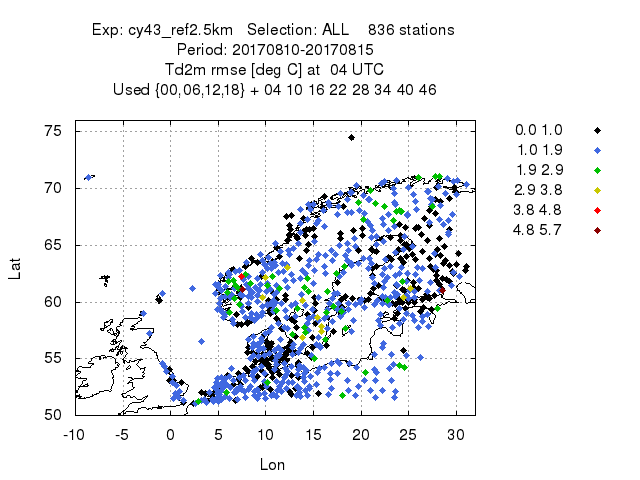 Exp: cy43_ref2.5km   Selection: ALL    836 stations
Period: 20170810-20170815
Td2m rmse [deg C] at  04 UTC
Used {00,06,12,18} + 04 10 16 22 28 34 40 46
0.0 1.0
1.0 1.9
1.9 2.9
2.9 3.8
3.8 4.8
4.8 5.7
75
70
65
60
55
50
Lat
-10 -5 0 5 10 15 20 25 30
Lon